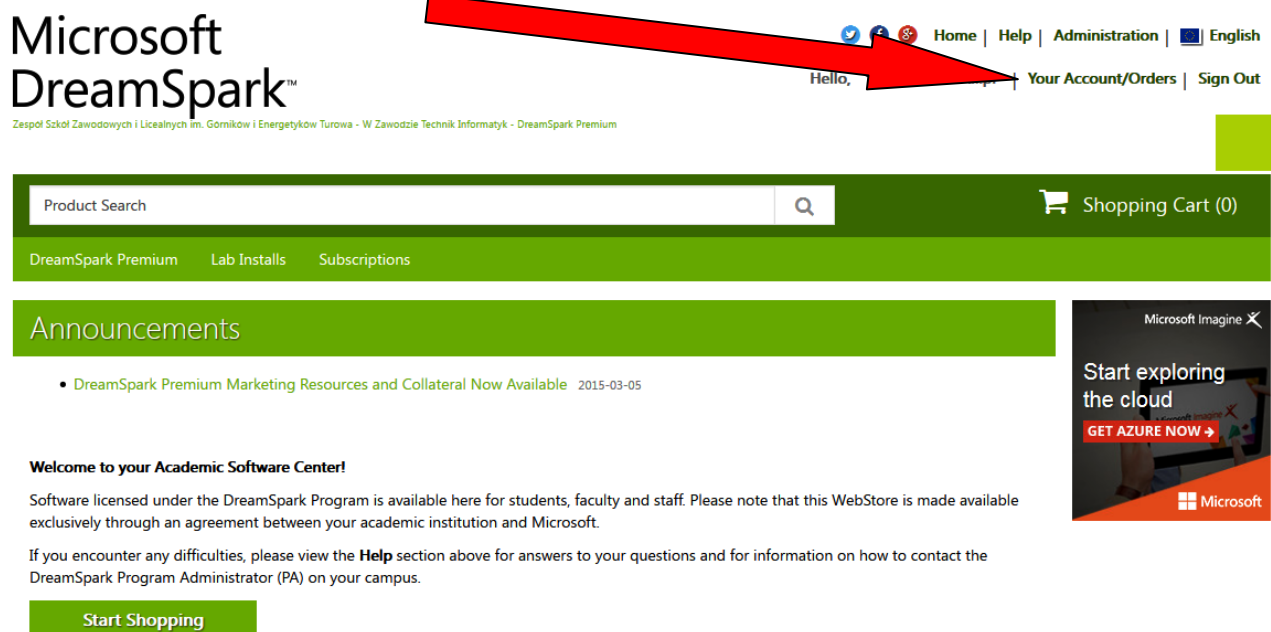 Microsoft
DreamSpark™
Home | Help | Administration | English
Hello, | Your Account/Orders | Sign Out
Zespół Szkół Zawodowych i Licealnych im. Górników i Energetyków Turowa - W Zawodzie Technik Informatyk - DreamSpark Premium
Product Search
Shopping Cart (0)
DreamSpark Premium Lab Installs Subscriptions
Announcements
• DreamSpark Premium Marketing Resources and Collateral Now Available 2015-03-05
Microsoft Imagine
Start exploring
the cloud
GET AZURE NOW →
Microsoft
Welcome to your Academic Software Center!
Software licensed under the DreamSpark Program is available here for students, faculty and staff. Please note that this WebStore is made available
exclusively through an agreement between your academic institution and Microsoft.
If you encounter any difficulties, please view the Help section above for answers to your questions and for information on how to contact the
DreamSpark Program Administrator (PA) on your campus.
Start Shopping